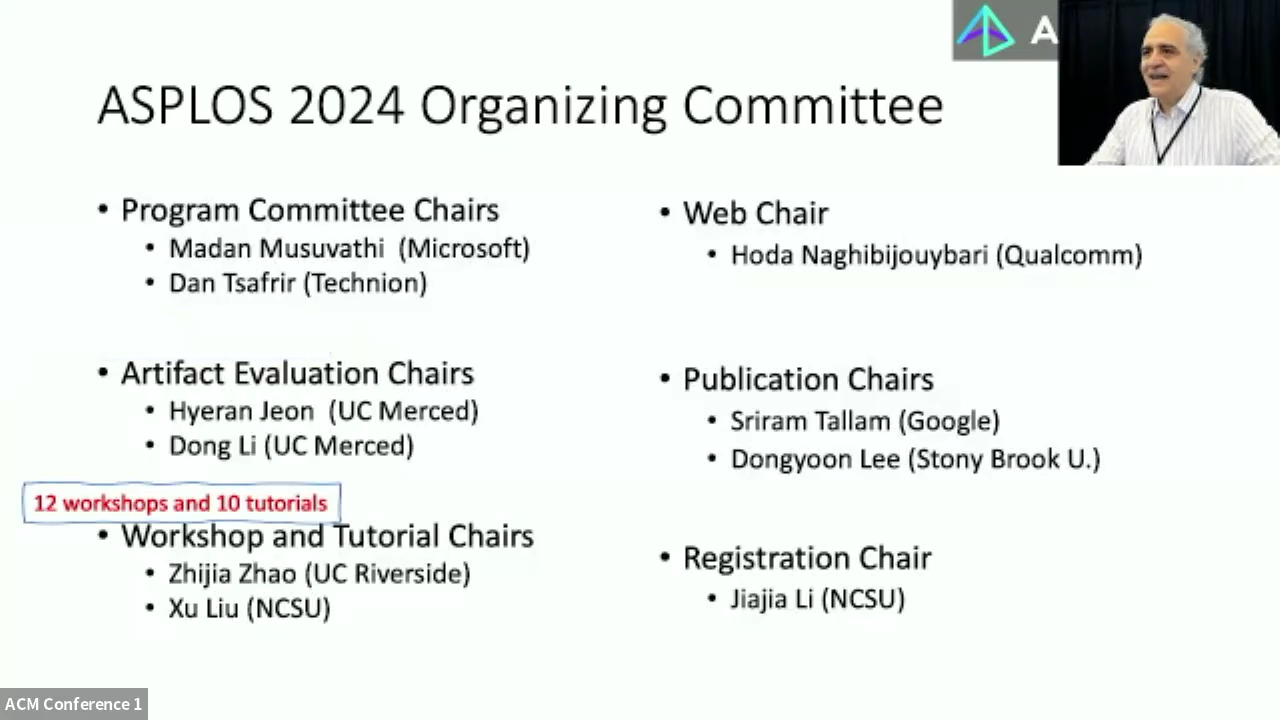 A
ASPLOS 2024 Organizing Committee
• Program Committee Chairs
• Madan Musuvathi (Microsoft)
• Dan Tsafrir (Technion)
• Artifact Evaluation Chairs
• Hyeran Jeon (UC Merced)
• Dong Li (UC Merced)
12 workshops and 10 tutorials
• Workshop and Tutorial Chairs
• Zhijia Zhao (UC Riverside)
• Xu Liu (NCSU)
• Web Chair
• Hoda Naghibijouybari (Qualcomm)
• Publication Chairs
• Sriram Tallam (Google)
• Dongyoon Lee (Stony Brook U.)
• Registration Chair
• Jiajia Li (NCSU)
ACM Conference 1